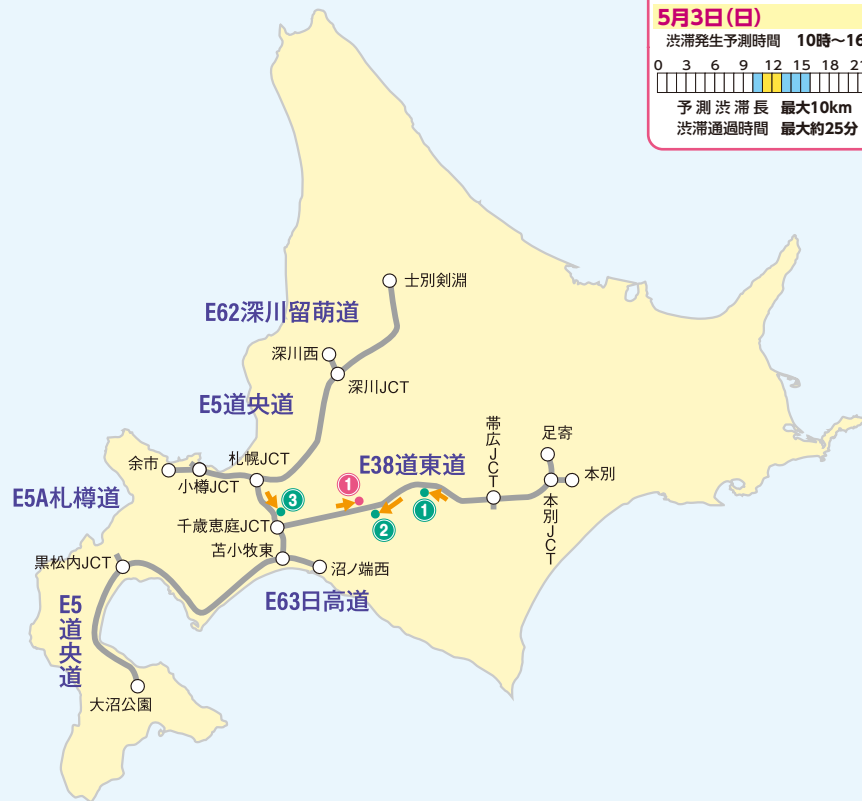 5月3日(日)
渋滞発生予測時間 10時~16
0 3 6 9 12 15 18 21
予測渋滞長 最大10km
渋滞通過時間 最大約25分
士別剣淵
E62深川留萌道
深川西
深川JCT
E5道央道
帯広JCT
足寄
札幌JCT
E38道東道
余市
小樽JCT
本別
本別JCT
E5A札樽道
1
3
1
2
千歳恵庭JCT
苫小牧東
黒松内JCT
沼ノ端西
E63日高道
E5道央道
大沼公園